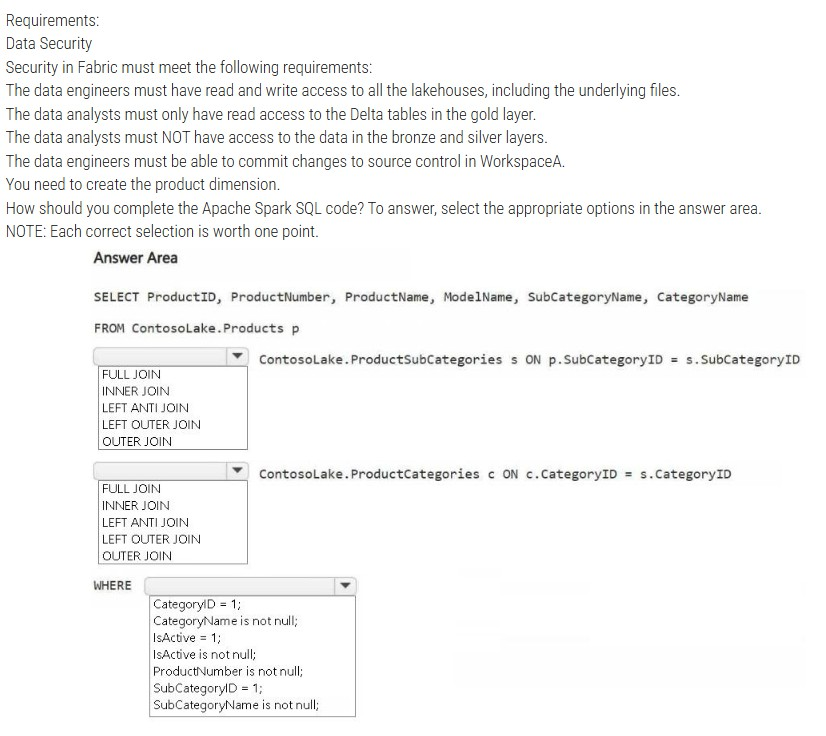 Requirements:
Data Security
Security in Fabric must meet the following requirements:
The data engineers must have read and write access to all the lakehouses, including the underlying files.
The data analysts must only have read access to the Delta tables in the gold layer.
The data analysts must NOT have access to the data in the bronze and silver layers.
The data engineers must be able to commit changes to source control in WorkspaceA.
You need to create the product dimension.
How should you complete the Apache Spark SQL code? To answer, select the appropriate options in the answer area.
NOTE: Each correct selection is worth one point.
Answer Area
SELECT ProductID, ProductNumber, ProductName, ModelName, SubCategoryName, CategoryName
FROM ContosoLake.Products p
ContosoLake.ProductSubCategories s ON p.SubCategoryID = s.SubCategoryID
FULL JOIN
INNER JOIN
LEFT ANTI JOIN
LEFT OUTER JOIN
OUTER JOIN
ContosoLake.ProductCategories c ON c.CategoryID = s.CategoryID
FULL JOIN
INNER JOIN
LEFT ANTI JOIN
LEFT OUTER JOIN
OUTER JOIN
WHERE
CategoryID = 1;
CategoryName is not null;
IsActive = 1;
IsActive is not null;
ProductNumber is not null;
SubCategoryID = 1;
SubCategoryName is not null;